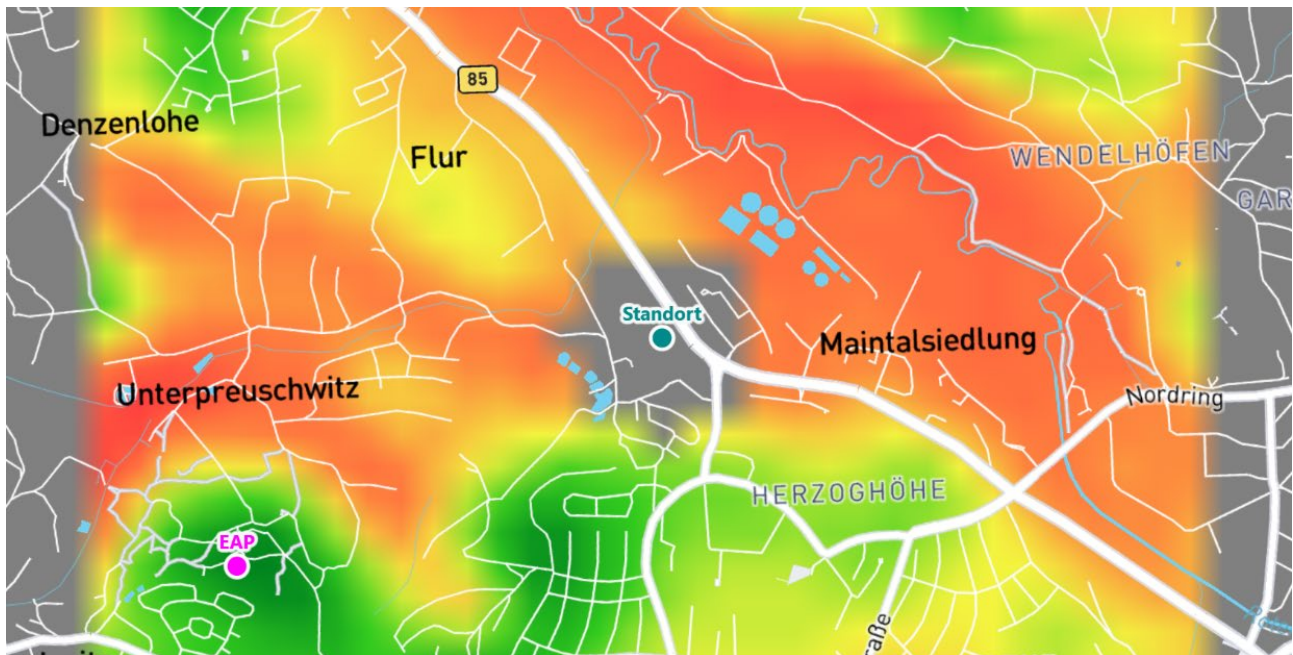 85
Denzenlohe
Flur
WENDELHÖFEN
GAR
Standort
Maintalsiedlung
Unterpreuschwitz
Nordring
HERZOGHÖHE
EAP
raße